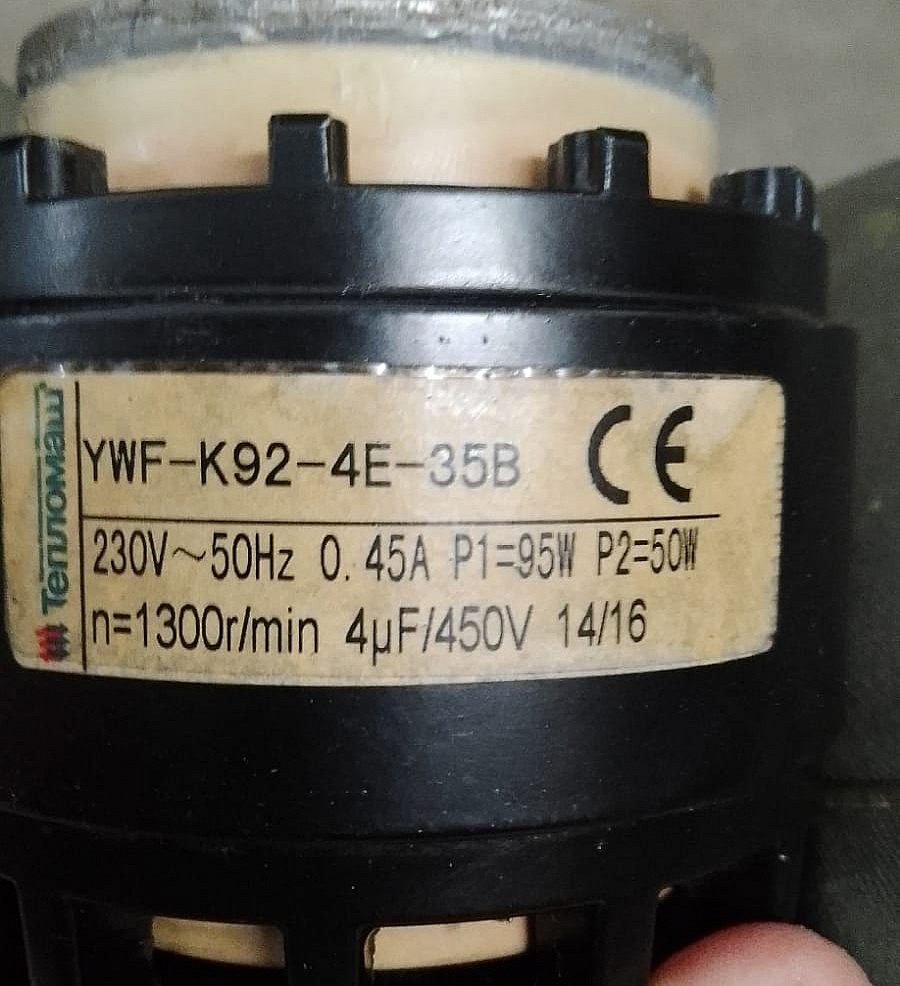 Тепломаш
YWF-K92-4E-35B CE
230V~50Hz 0.45A P1=95W P2=50W
n=1300r/min 4µF/450V 14/16